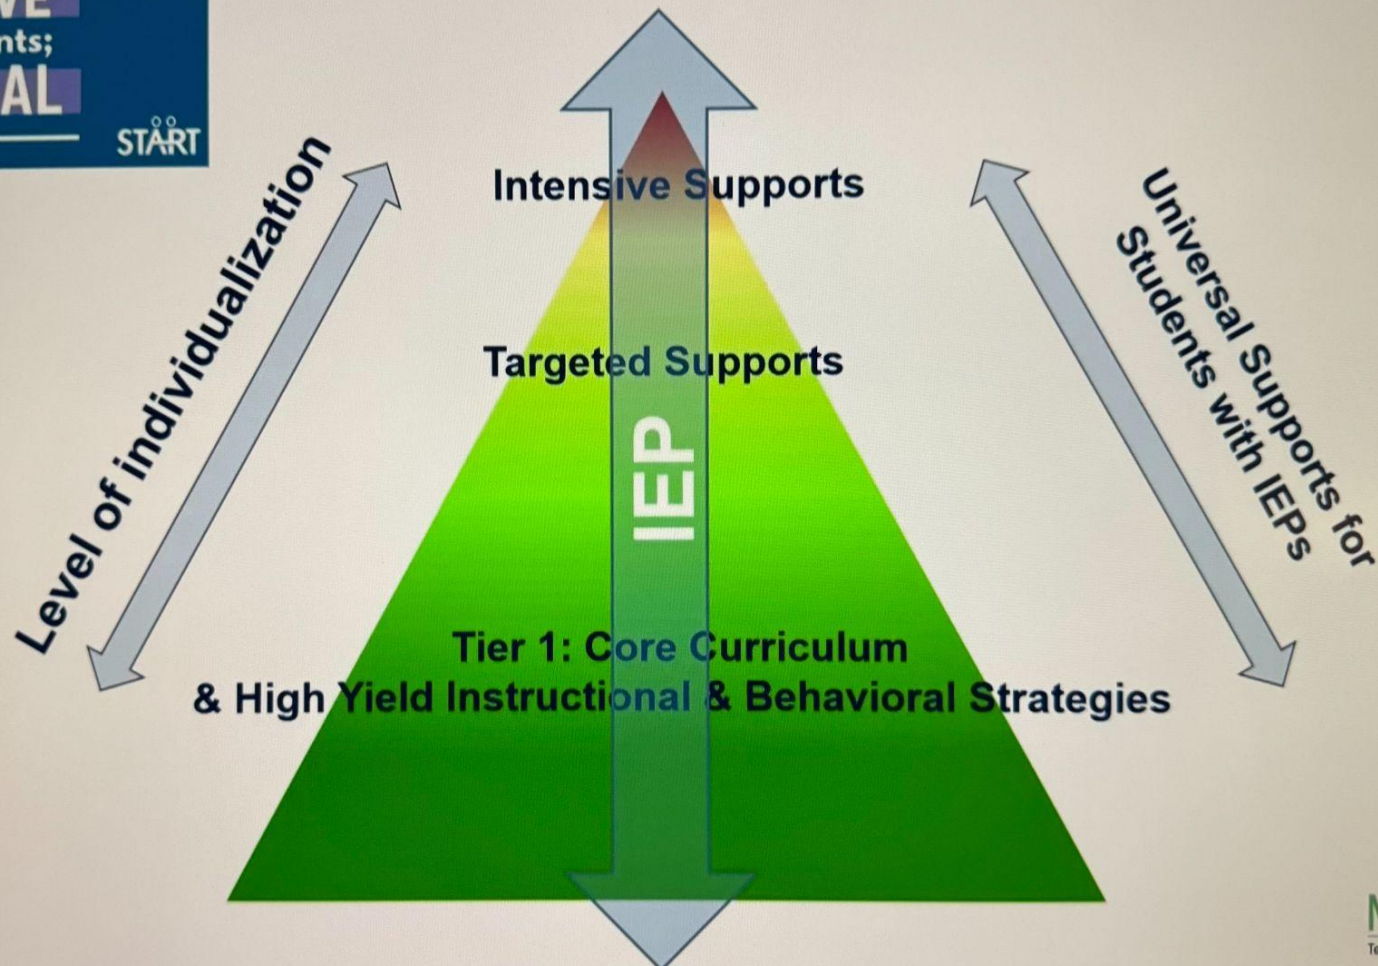 nts;
AL
START
Level of individualization
Intensive Supports
Universal Supports for
Students with IEPs
Targeted Supports
IEP
Tier 1: Core Curriculum
& High Yield Instructional & Behavioral Strategies